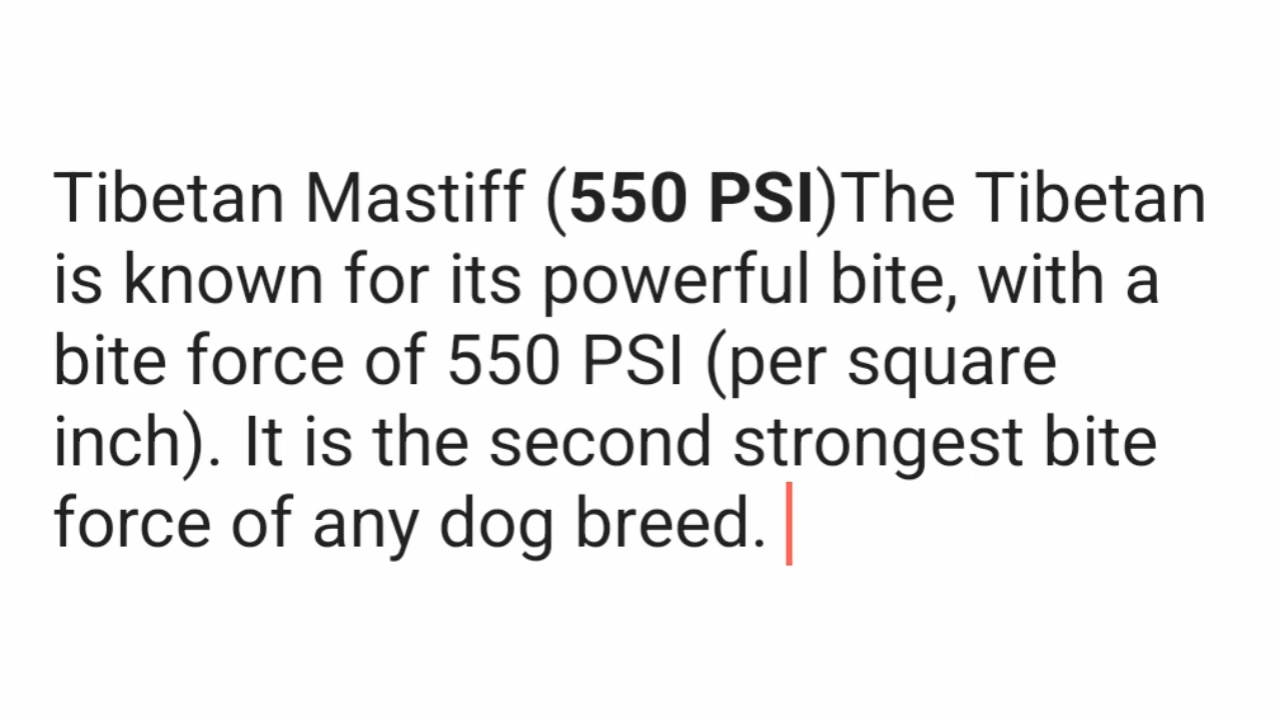 Tibetan Mastiff (550 PSI)The Tibetan
is known for its powerful bite, with a
bite force of 550 PSI (per square
inch). It is the second strongest bite
force of any dog breed.